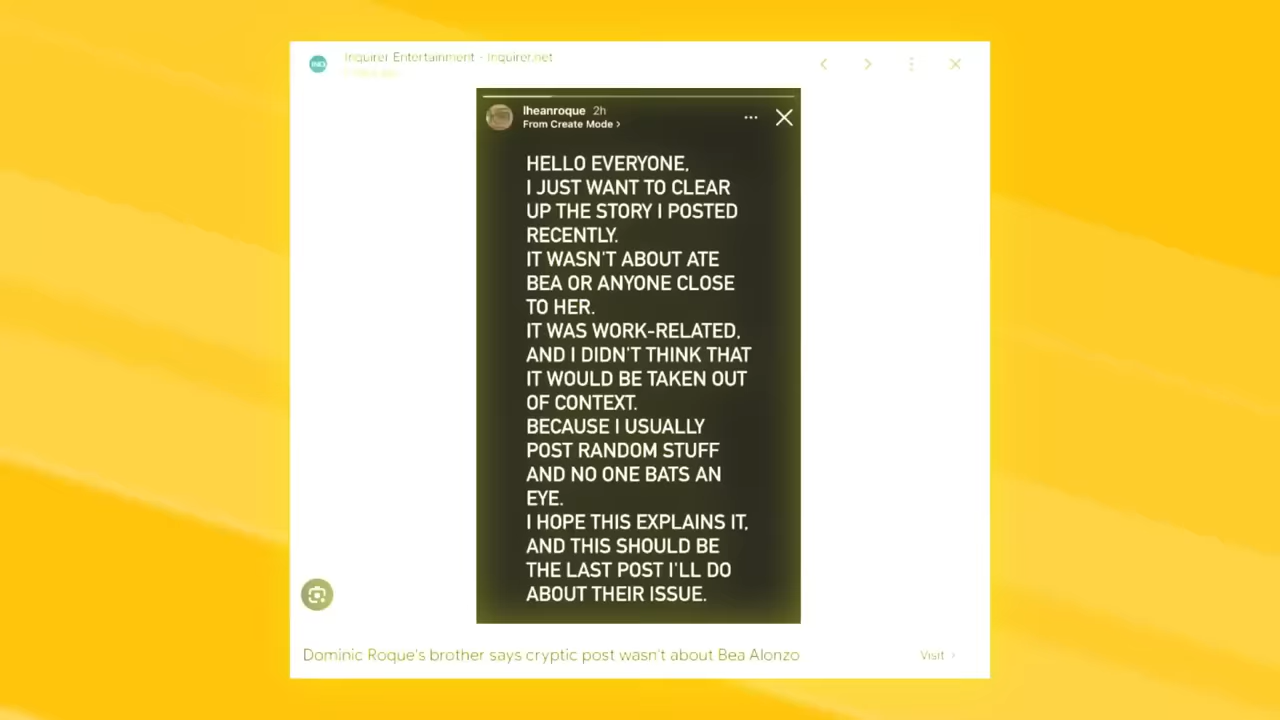 Inquirer Entertainment - Inquirer.net
lheanroque 2h
From Create Mode >
HELLO EVERYONE,
I JUST WANT TO CLEAR
UP THE STORY I POSTED
RECENTLY.
IT WASN'T ABOUT ATE
BEA OR ANYONE CLOSE
TO HER.
IT WAS WORK-RELATED,
AND I DIDN'T THINK THAT
IT WOULD BE TAKEN OUT
OF CONTEXT.
BECAUSE I USUALLY
POST RANDOM STUFF
AND NO ONE BATS AN
EYE.
I HOPE THIS EXPLAINS IT,
AND THIS SHOULD BE
THE LAST POST I'LL DO
ABOUT THEIR ISSUE.
Dominic Roque's brother says cryptic post wasn't about Bea Alonzo
Visit >